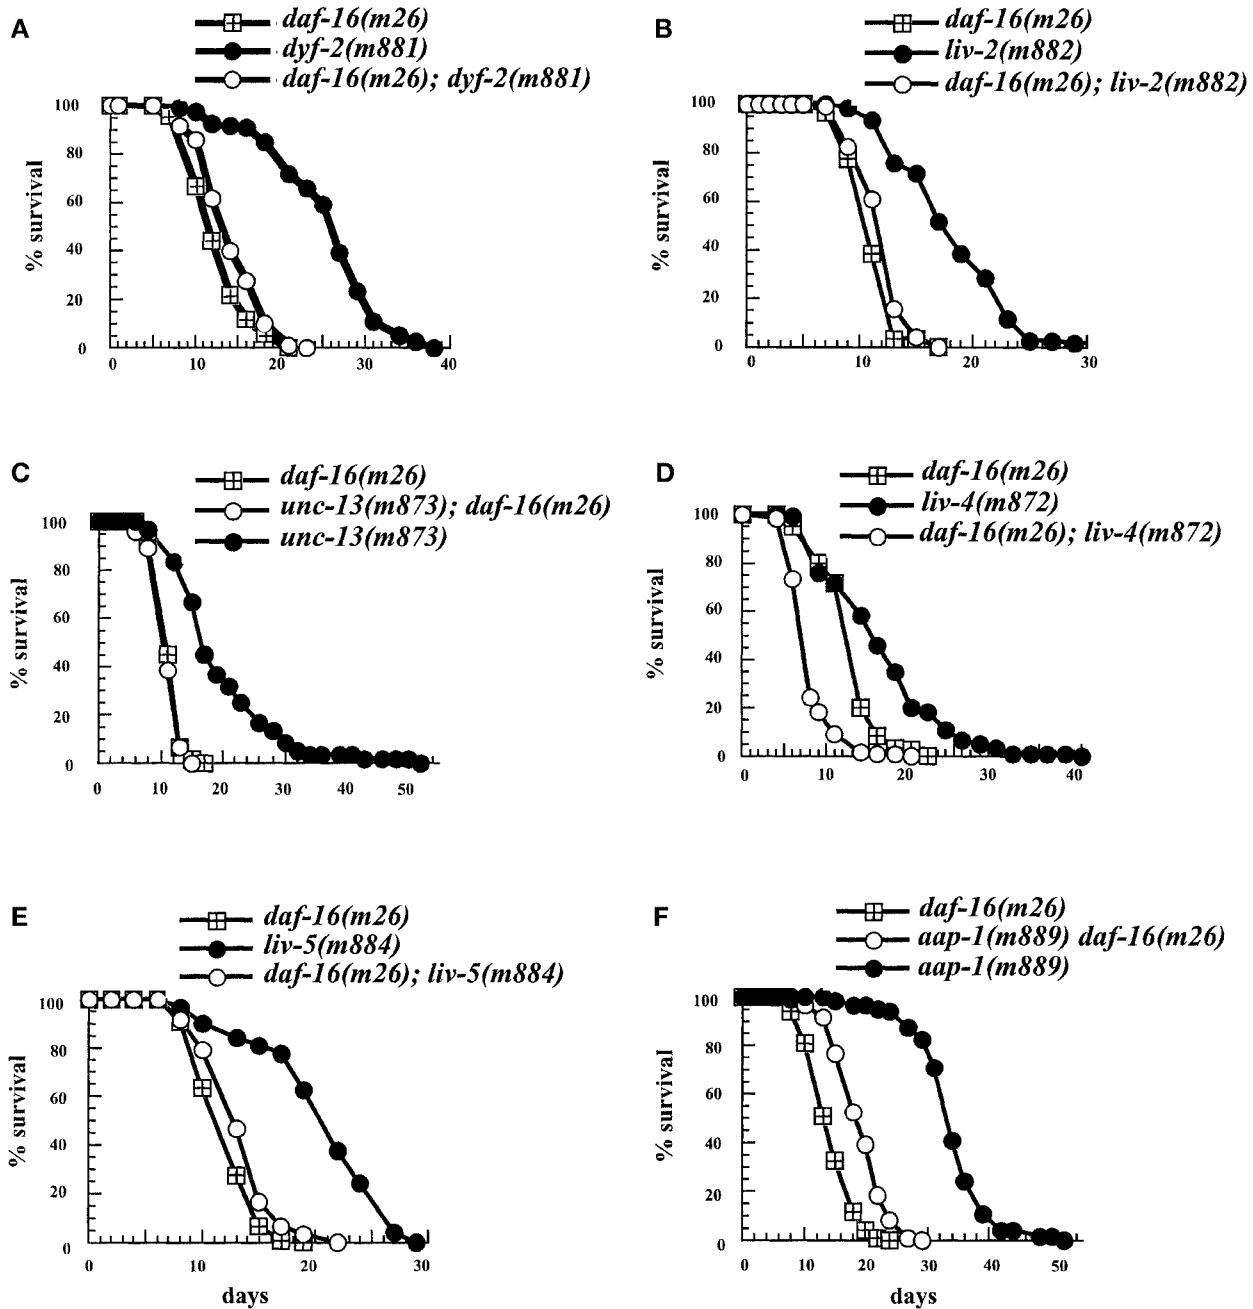 A
daf-16(m26)
dyf-2(m881)
daf-16(m26); dyf-2(m881)
% survival
100
80
60
40
20
0
0 10 20 30 40
B
daf-16(m26)
liv-2(m882)
daf-16(m26); liv-2(m882)
% survival
100
80
60
40
20
0
0 10 20 30
C
daf-16(m26)
unc-13(m873); daf-16(m26)
unc-13(m873)
% survival
100
80
60
40
20
0
0 10 20 30 40 50
D
daf-16(m26)
liv-4(m872)
daf-16(m26); liv-4(m872)
% survival
100
80
60
40
20
0
0 10 20 30 40
E
daf-16(m26)
liv-5(m884)
daf-16(m26); liv-5(m884)
% survival
100
80
60
40
20
0
0 10 20 30
days
F
daf-16(m26)
aap-1(m889) daf-16(m26)
aap-1(m889)
% survival
100
80
60
40
20
0
0 10 20 30 40 50
days